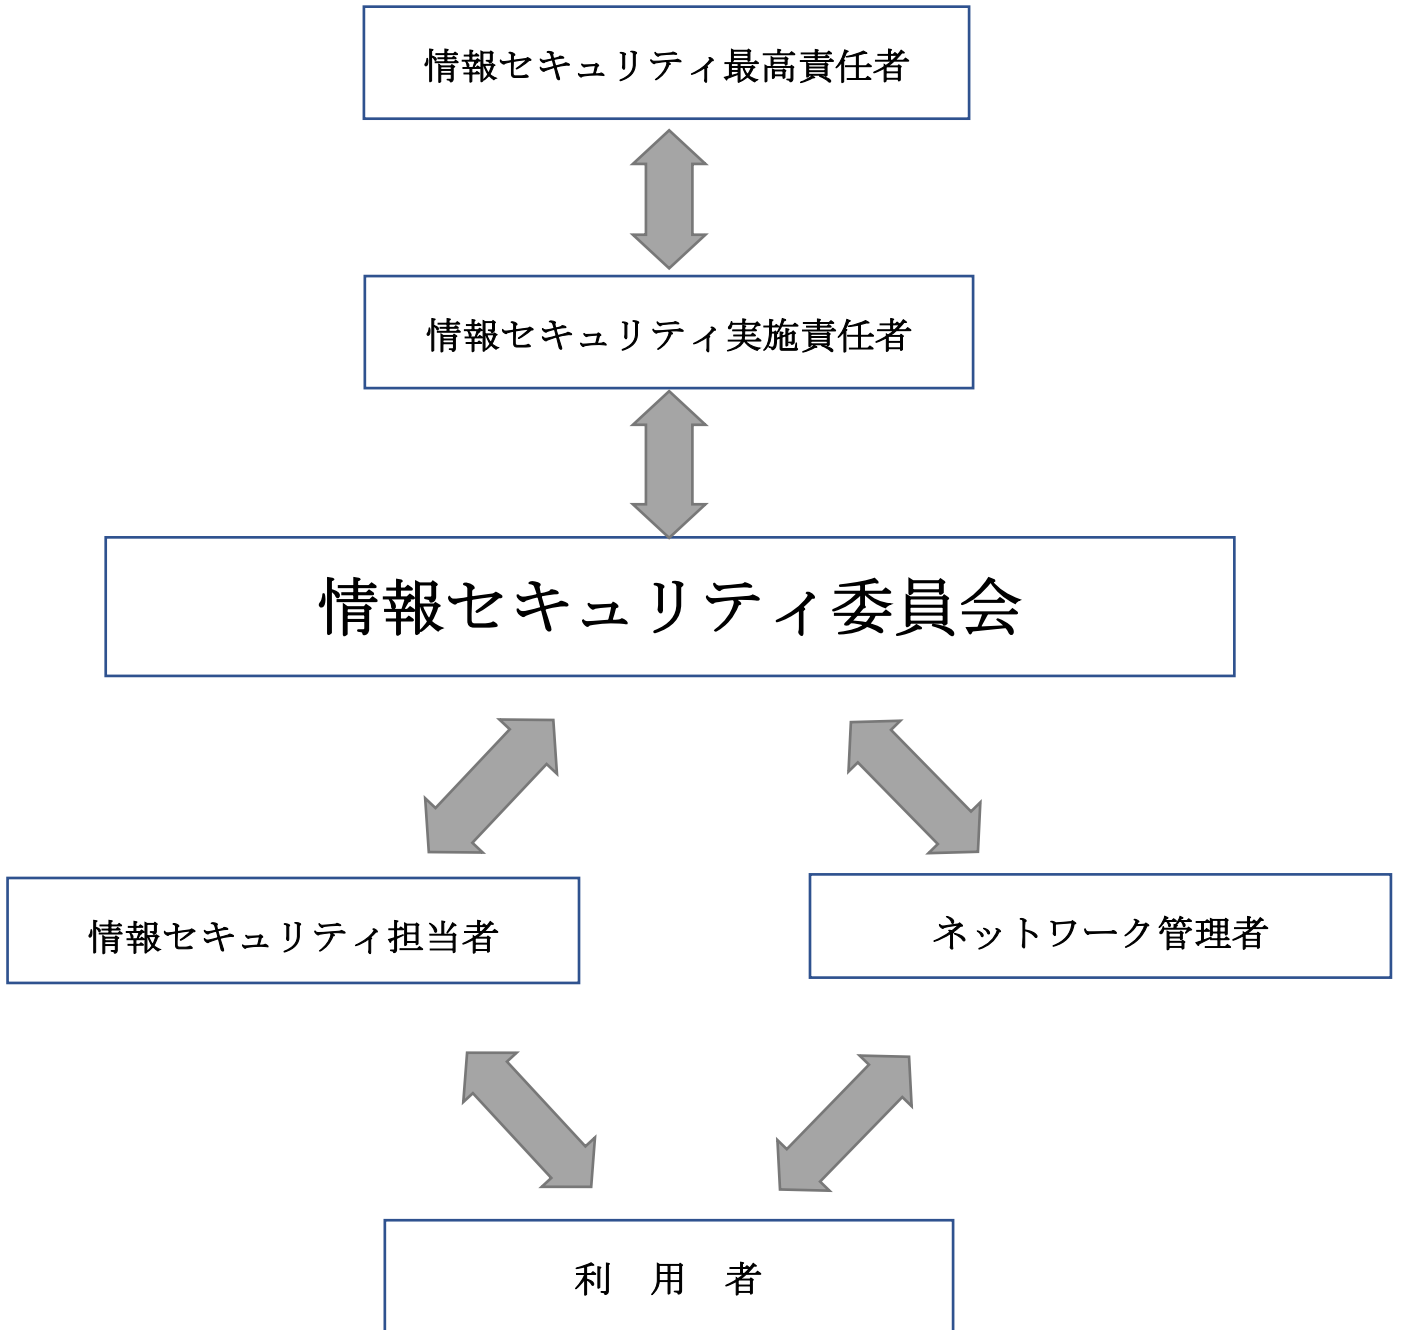 情報セキュリティ最高責任者
情報セキュリティ実施責任者
情報セキュリティ委員会
情報セキュリティ担当者
ネットワーク管理者
利　用　者